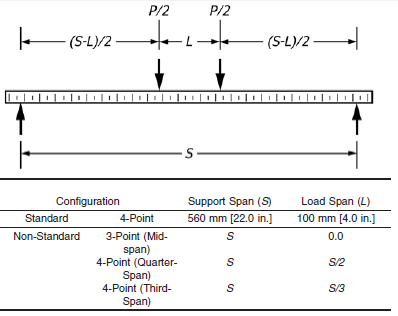 P/2 P/2
(S-L)/2 L (S-L)/2
S
Configuration Support Span (S) Load Span (L)
Standard 4-Point 560 mm [22.0 in.] 100 mm [4.0 in.]
Non-Standard 3-Point (Mid- S 0.0
span)
4-Point (Quarter- S S/2
Span)
4-Point (Third- S S/3
Span)